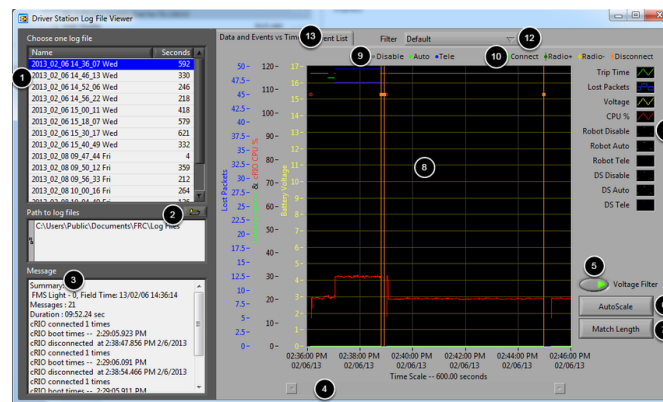 Driver Station Log File Viewer
Choose one log file
Name Seconds
2013_02_06 14_36_07 Wed 592
2013_02_06 14_46_13 Wed 330
2013_02_06 14_52_06 Wed 246
2013_02_06 14_56_22 Wed 218
2013_02_06 15_00_11 Wed 418
2013_02_06 15_18_07 Wed 579
2013_02_06 15_30_17 Wed 621
2013_02_06 15_40_49 Wed 332
2013_02_08 09_47_44 Fri 4
2013_02_08 09_50_12 Fri 359
2013_02_08 09_56_33 Fri 212
2013_02_08 10_00_16 Fri 264
1
Path to log files
2
C:\Users\Public\Documents\FRC\Log Files
Message
3
Summary:
FMS Light - 0, Field Time: 13/02/06 14:36:14
Messages : 21
Duration : 09:52.24 sec
cRIO connected 1 times
cRIO boot times -- 2:29:05.923 PM
cRIO disconnected at 2:38:47.856 PM 2/6/2013
cRIO connected 1 times
cRIO boot times -- 2:29:06.091 PM
cRIO disconnected at 2:38:54.466 PM 2/6/2013
cRIO connected 1 times
cRIO boot times -- 2:29:05.911 PM
Data and Events vs Time
13
Event List
Filter Default
12
9
Disable Auto Tele
10
Connect Radio+ Radio- Disconnect
50- 120- 17-
47.5- 110- 16-
45- 15-
42.5- 100- 14-
40- 13-
37.5- 90- 12-
35- 80- 11-
32.5- 10-
30- 70- 9-
27.5- 60- 8-
25-
22.5- 50- 7-
20- 6-
17.5- 40- 5-
15- 4-
12.5- 30- 3-
10-
7.5- 20- 2-
5- 10- 1-
2.5- 0- 0-
Lost Packets
& cRIO CPU %
Battery Voltage
8
02:36:00 PM 02:38:00 PM 02:40:00 PM 02:42:00 PM 02:44:00 PM 02:46:00 PM
02/06/13 02/06/13 02/06/13 02/06/13 02/06/13 02/06/13
Time Scale -- 600.00 seconds
4
Trip Time
Lost Packets
Voltage
CPU %
Robot Disable
Robot Auto
Robot Tele
DS Disable
DS Auto
DS Tele
5
Voltage Filter
AutoScale
Match Length